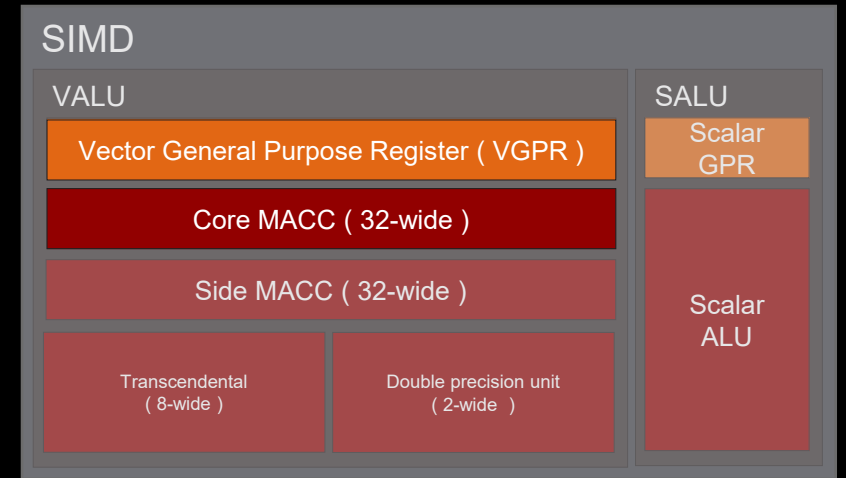 SIMD
VALU
Vector General Purpose Register ( VGPR )
Core MACC ( 32-wide )
Side MACC ( 32-wide )
Transcendental
( 8-wide )
Double precision unit
( 2-wide  )
SALU
Scalar
GPR
Scalar
ALU